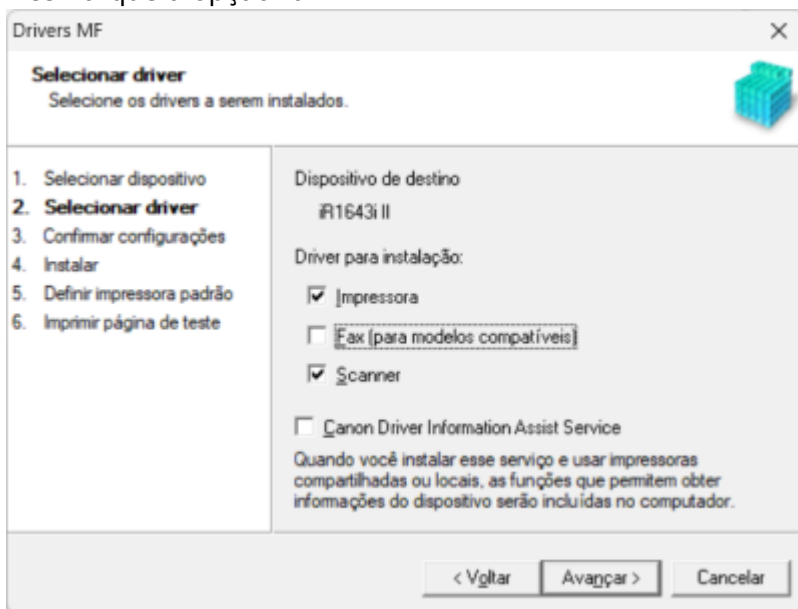 Drivers MF
Selecionar driver
Selecione os drivers a serem instalados.
1. Selecionar dispositivo
2. Selecionar driver
3. Confirmar configurações
4. Instalar
5. Definir impressora padrão
6. Imprimir página de teste
Dispositivo de destino
iR1643i II
Driver para instalação:
Impressora
Fax (para modelos compatíveis)
Scanner
Canon Driver Information Assist Service
Quando você instalar esse serviço e usar impressoras
compartilhadas ou locais, as funções que permitem obter
informações do dispositivo serão incluídas no computador.
< Voltar
Avançar >
Cancelar